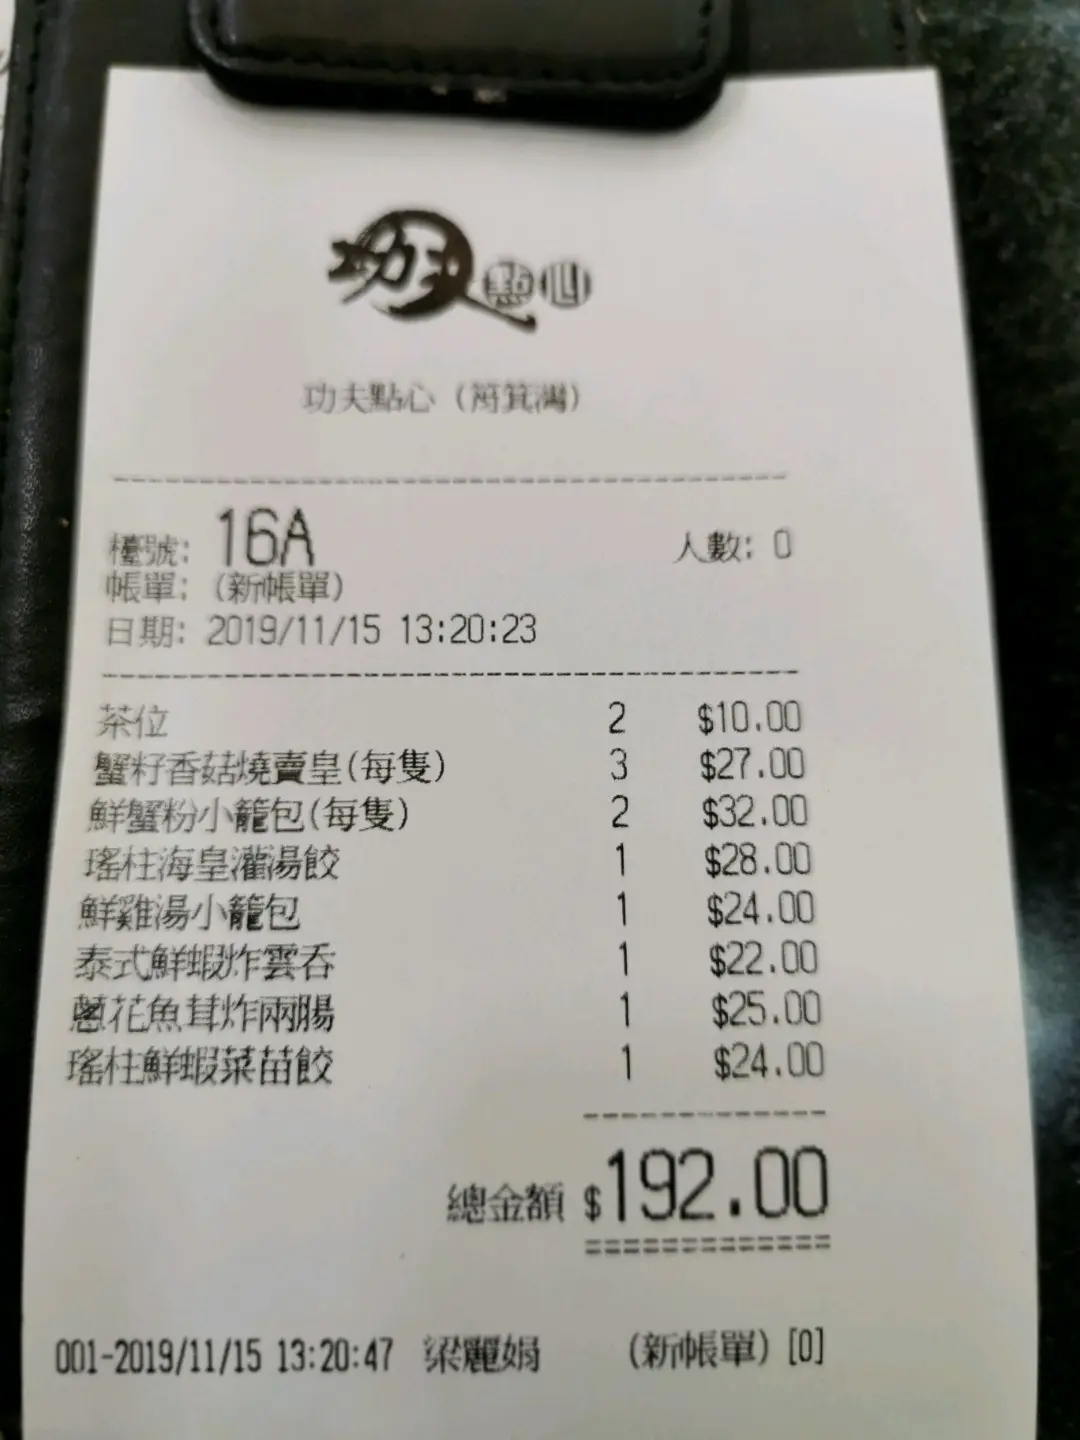 功夫點心
功夫點心 (筲箕灣)
檯號: 16A 人數: 0
帳單: (新帳單)
日期: 2019/11/15 13:20:23
茶位 2 $10.00
蟹籽香菇燒賣皇(每隻) 3 $27.00
鮮蟹粉小籠包(每隻) 2 $32.00
瑤柱海皇灌湯餃 1 $28.00
鮮雞湯小籠包 1 $24.00
泰式鮮蝦炸雲吞 1 $22.00
蔥花魚茸炸兩腸 1 $25.00
瑤柱鮮蝦菜苗餃 1 $24.00
總金額 $192.00
001-2019/11/15 13:20:47 梁麗娟 (新帳單) [0]